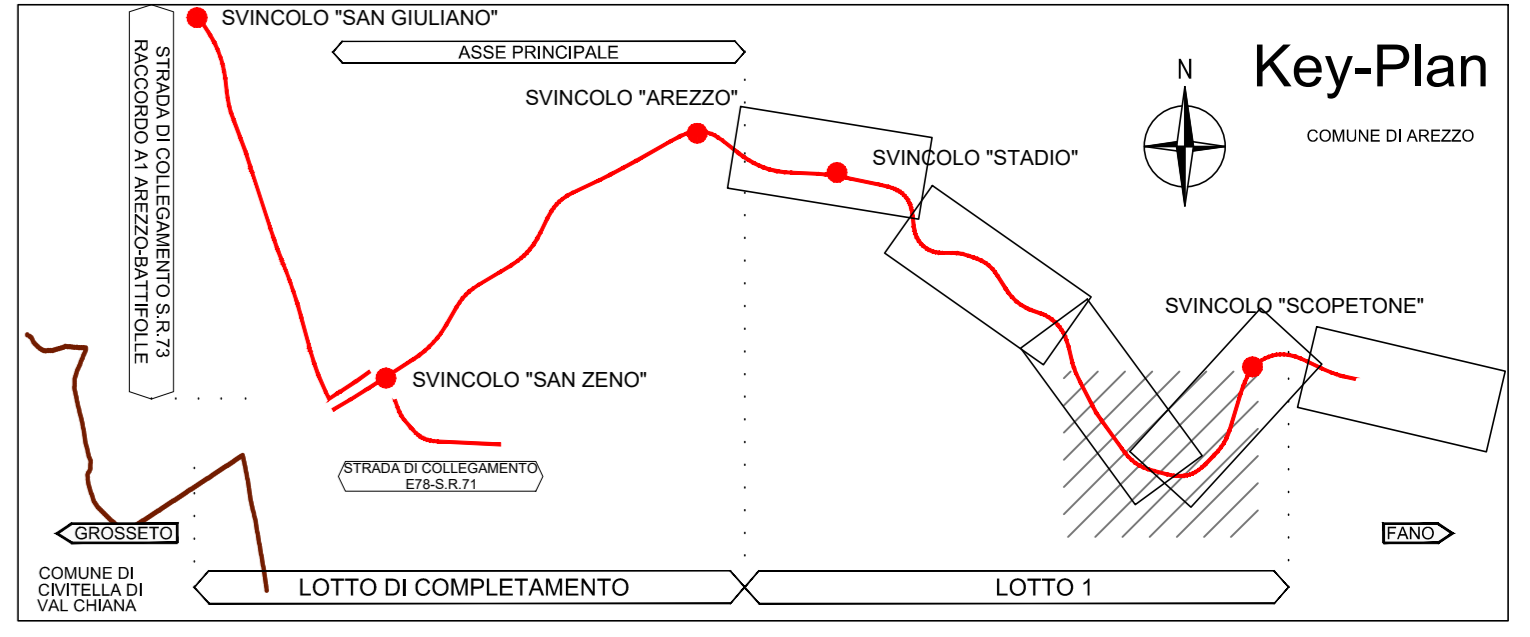 SVINCOLO "SAN GIULIANO"
STRADA DI COLLEGAMENTO S.R.73
RACCORDO A1 AREZZO-BATTIFOLLE
ASSE PRINCIPALE
Key-Plan
N
SVINCOLO "AREZZO"
COMUNE DI AREZZO
SVINCOLO "STADIO"
SVINCOLO "SCOPETONE"
SVINCOLO "SAN ZENO"
STRADA DI COLLEGAMENTO
E78-S.R.71
GROSSETO
FANO
COMUNE DI
CIVITELLA DI
VAL CHIANA
LOTTO DI COMPLETAMENTO
LOTTO 1